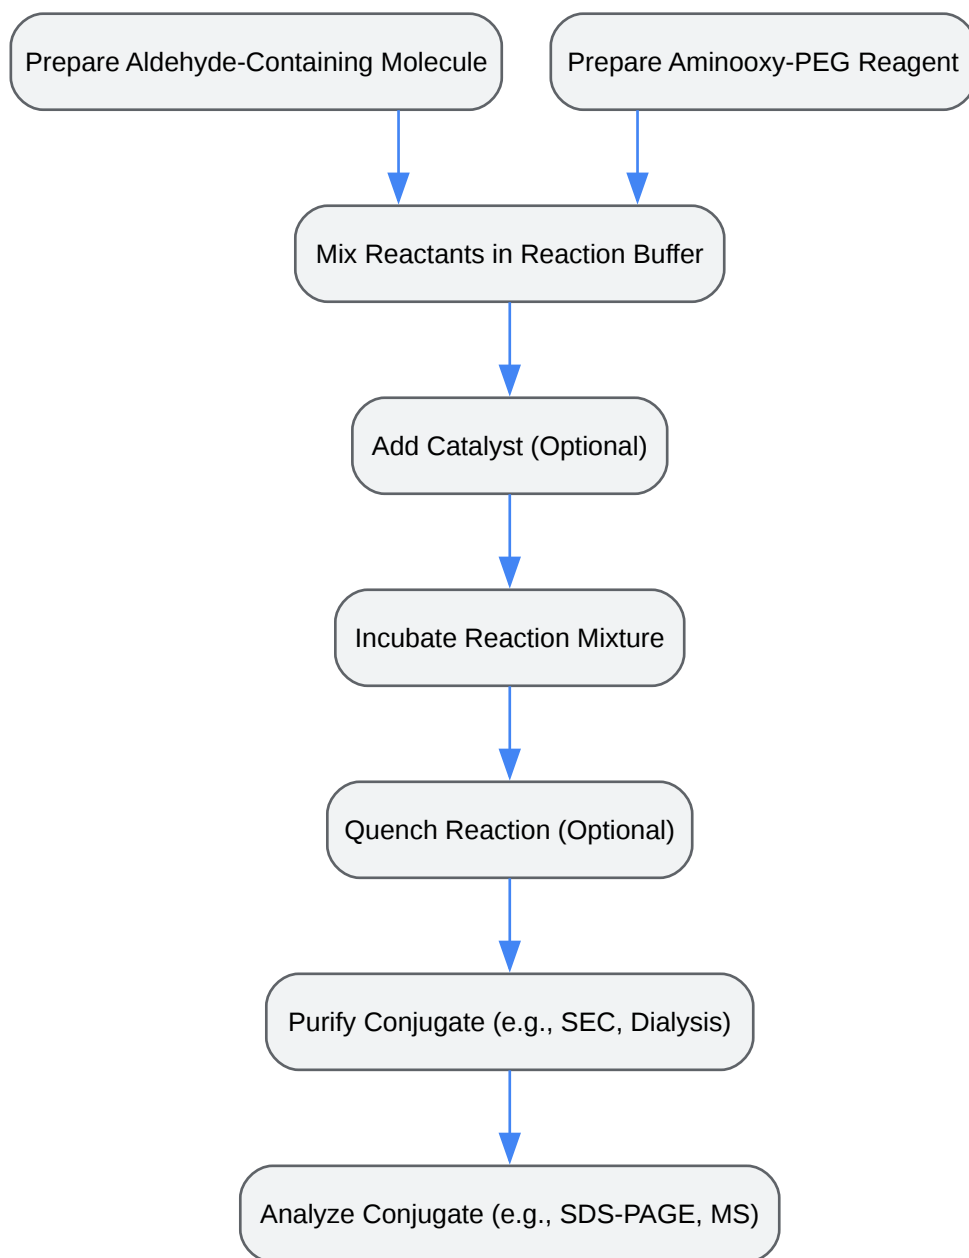 Prepare Aldehyde-Containing Molecule
Prepare Aminooxy-PEG Reagent
Mix Reactants in Reaction Buffer
Add Catalyst (Optional)
Incubate Reaction Mixture
Quench Reaction (Optional)
Purify Conjugate (e.g., SEC, Dialysis)
Analyze Conjugate (e.g., SDS-PAGE, MS)